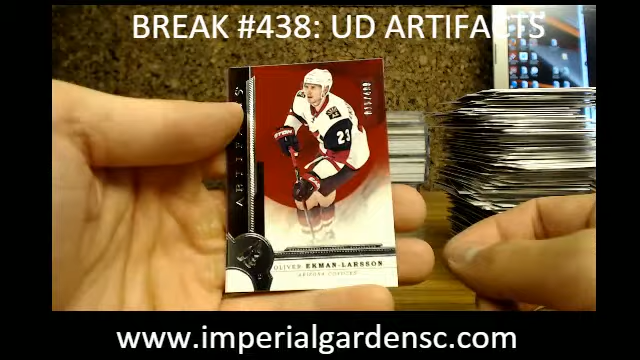 BREAK #438: UD ARTIFACTS
ARTIFACTS
23
OLIVER EKMAN-LARSSON
ARIZONA COYOTES
www.imperialgardensc.com